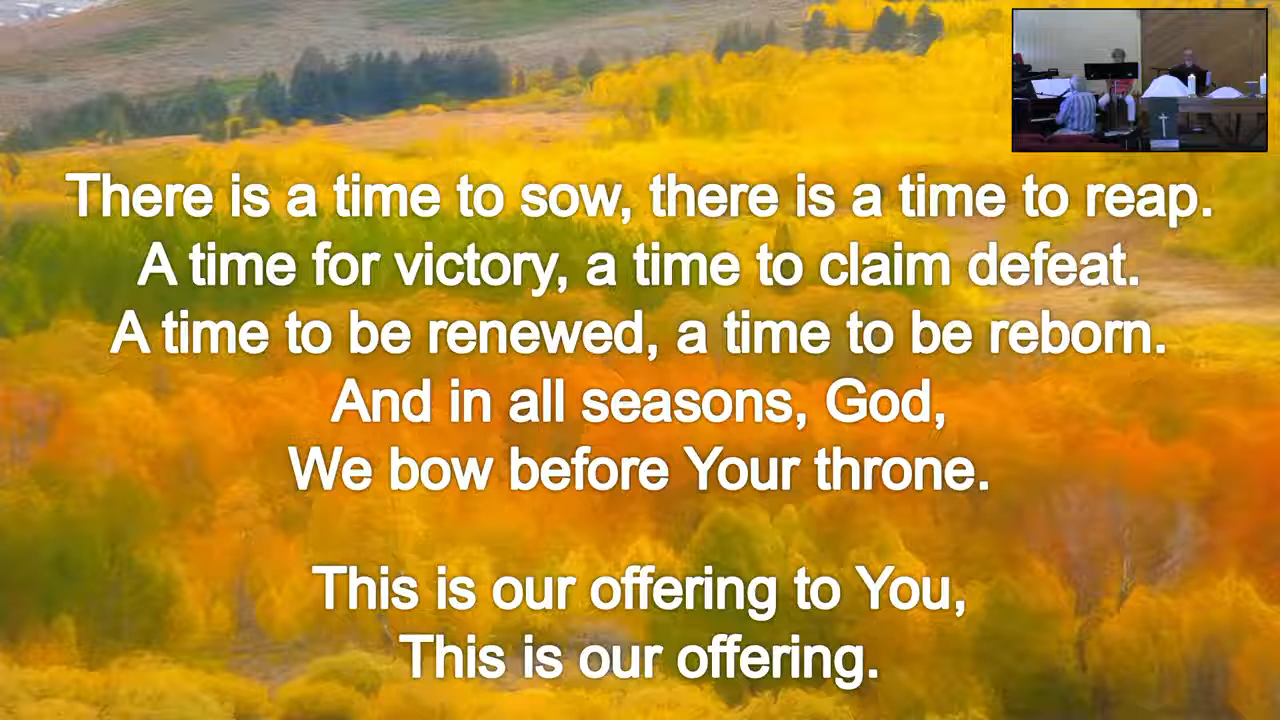 There is a time to sow, there is a time to reap.
A time for victory, a time to claim defeat.
A time to be renewed, a time to be reborn.
And in all seasons, God,
We bow before Your throne.
This is our offering to You,
This is our offering.